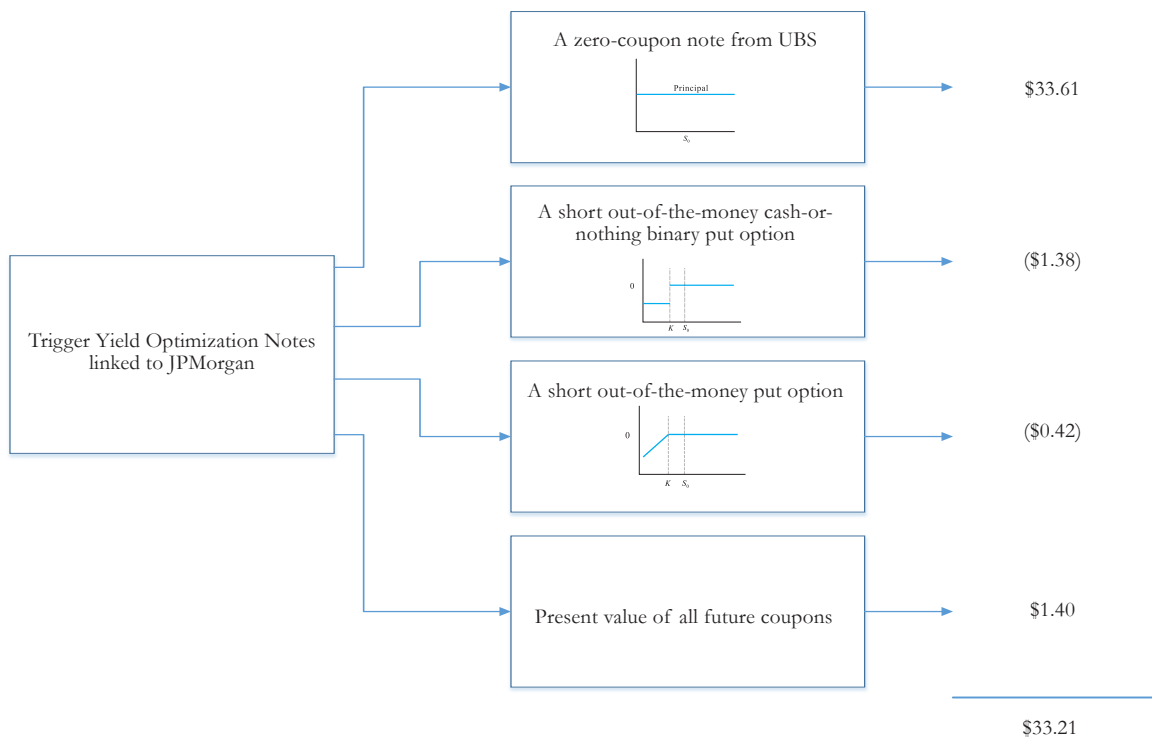 A zero-coupon note from UBS
Principal
S0
$33.61
A short out-of-the-money cash-or-
nothing binary put option
0
K
S0
($1.38)
Trigger Yield Optimization Notes
linked to JPMorgan
A short out-of-the-money put option
0
K
S0
($0.42)
Present value of all future coupons
$1.40
$33.21